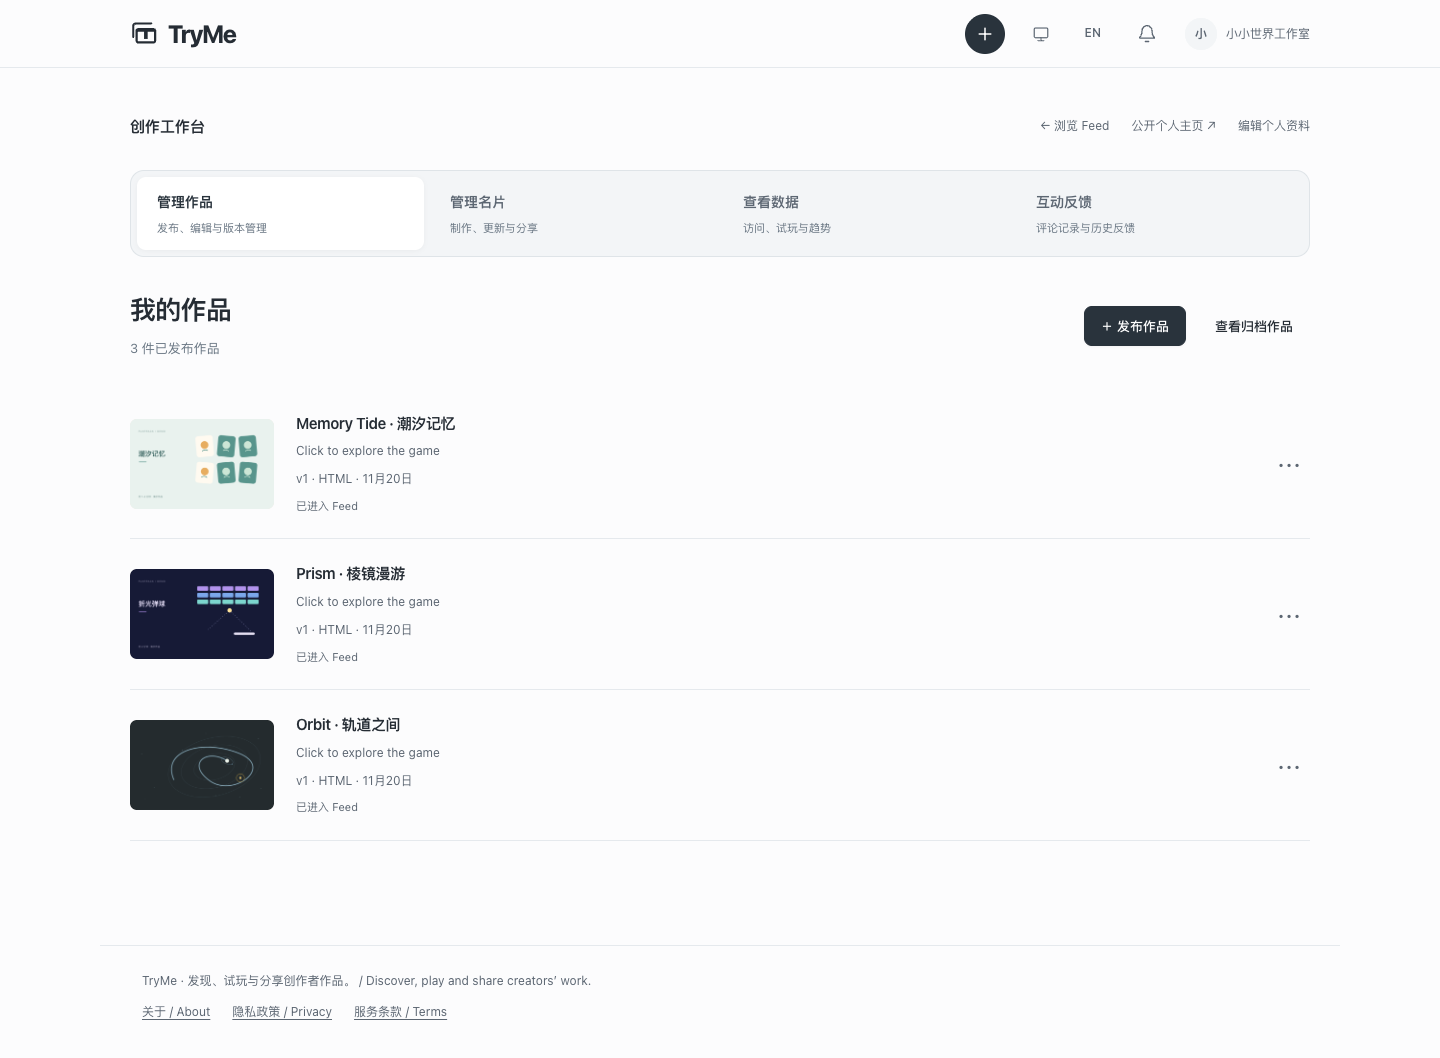 TryMe
EN
小
小小世界工作室
创作工作台
← 浏览 Feed
公开个人主页 ↗
编辑个人资料
管理作品
发布、编辑与版本管理
管理名片
制作、更新与分享
查看数据
访问、试玩与趋势
互动反馈
评论记录与历史反馈
我的作品
3 件已发布作品
+ 发布作品
查看归档作品
潮汐记忆
Memory Tide · 潮汐记忆
Click to explore the game
v1 · HTML · 11月20日
已进入 Feed
折光弹球
Prism · 棱镜漫游
Click to explore the game
v1 · HTML · 11月20日
已进入 Feed
Orbit · 轨道之间
Click to explore the game
v1 · HTML · 11月20日
已进入 Feed
TryMe · 发现、试玩与分享创作者作品。 / Discover, play and share creators’ work.
关于 / About
隐私政策 / Privacy
服务条款 / Terms